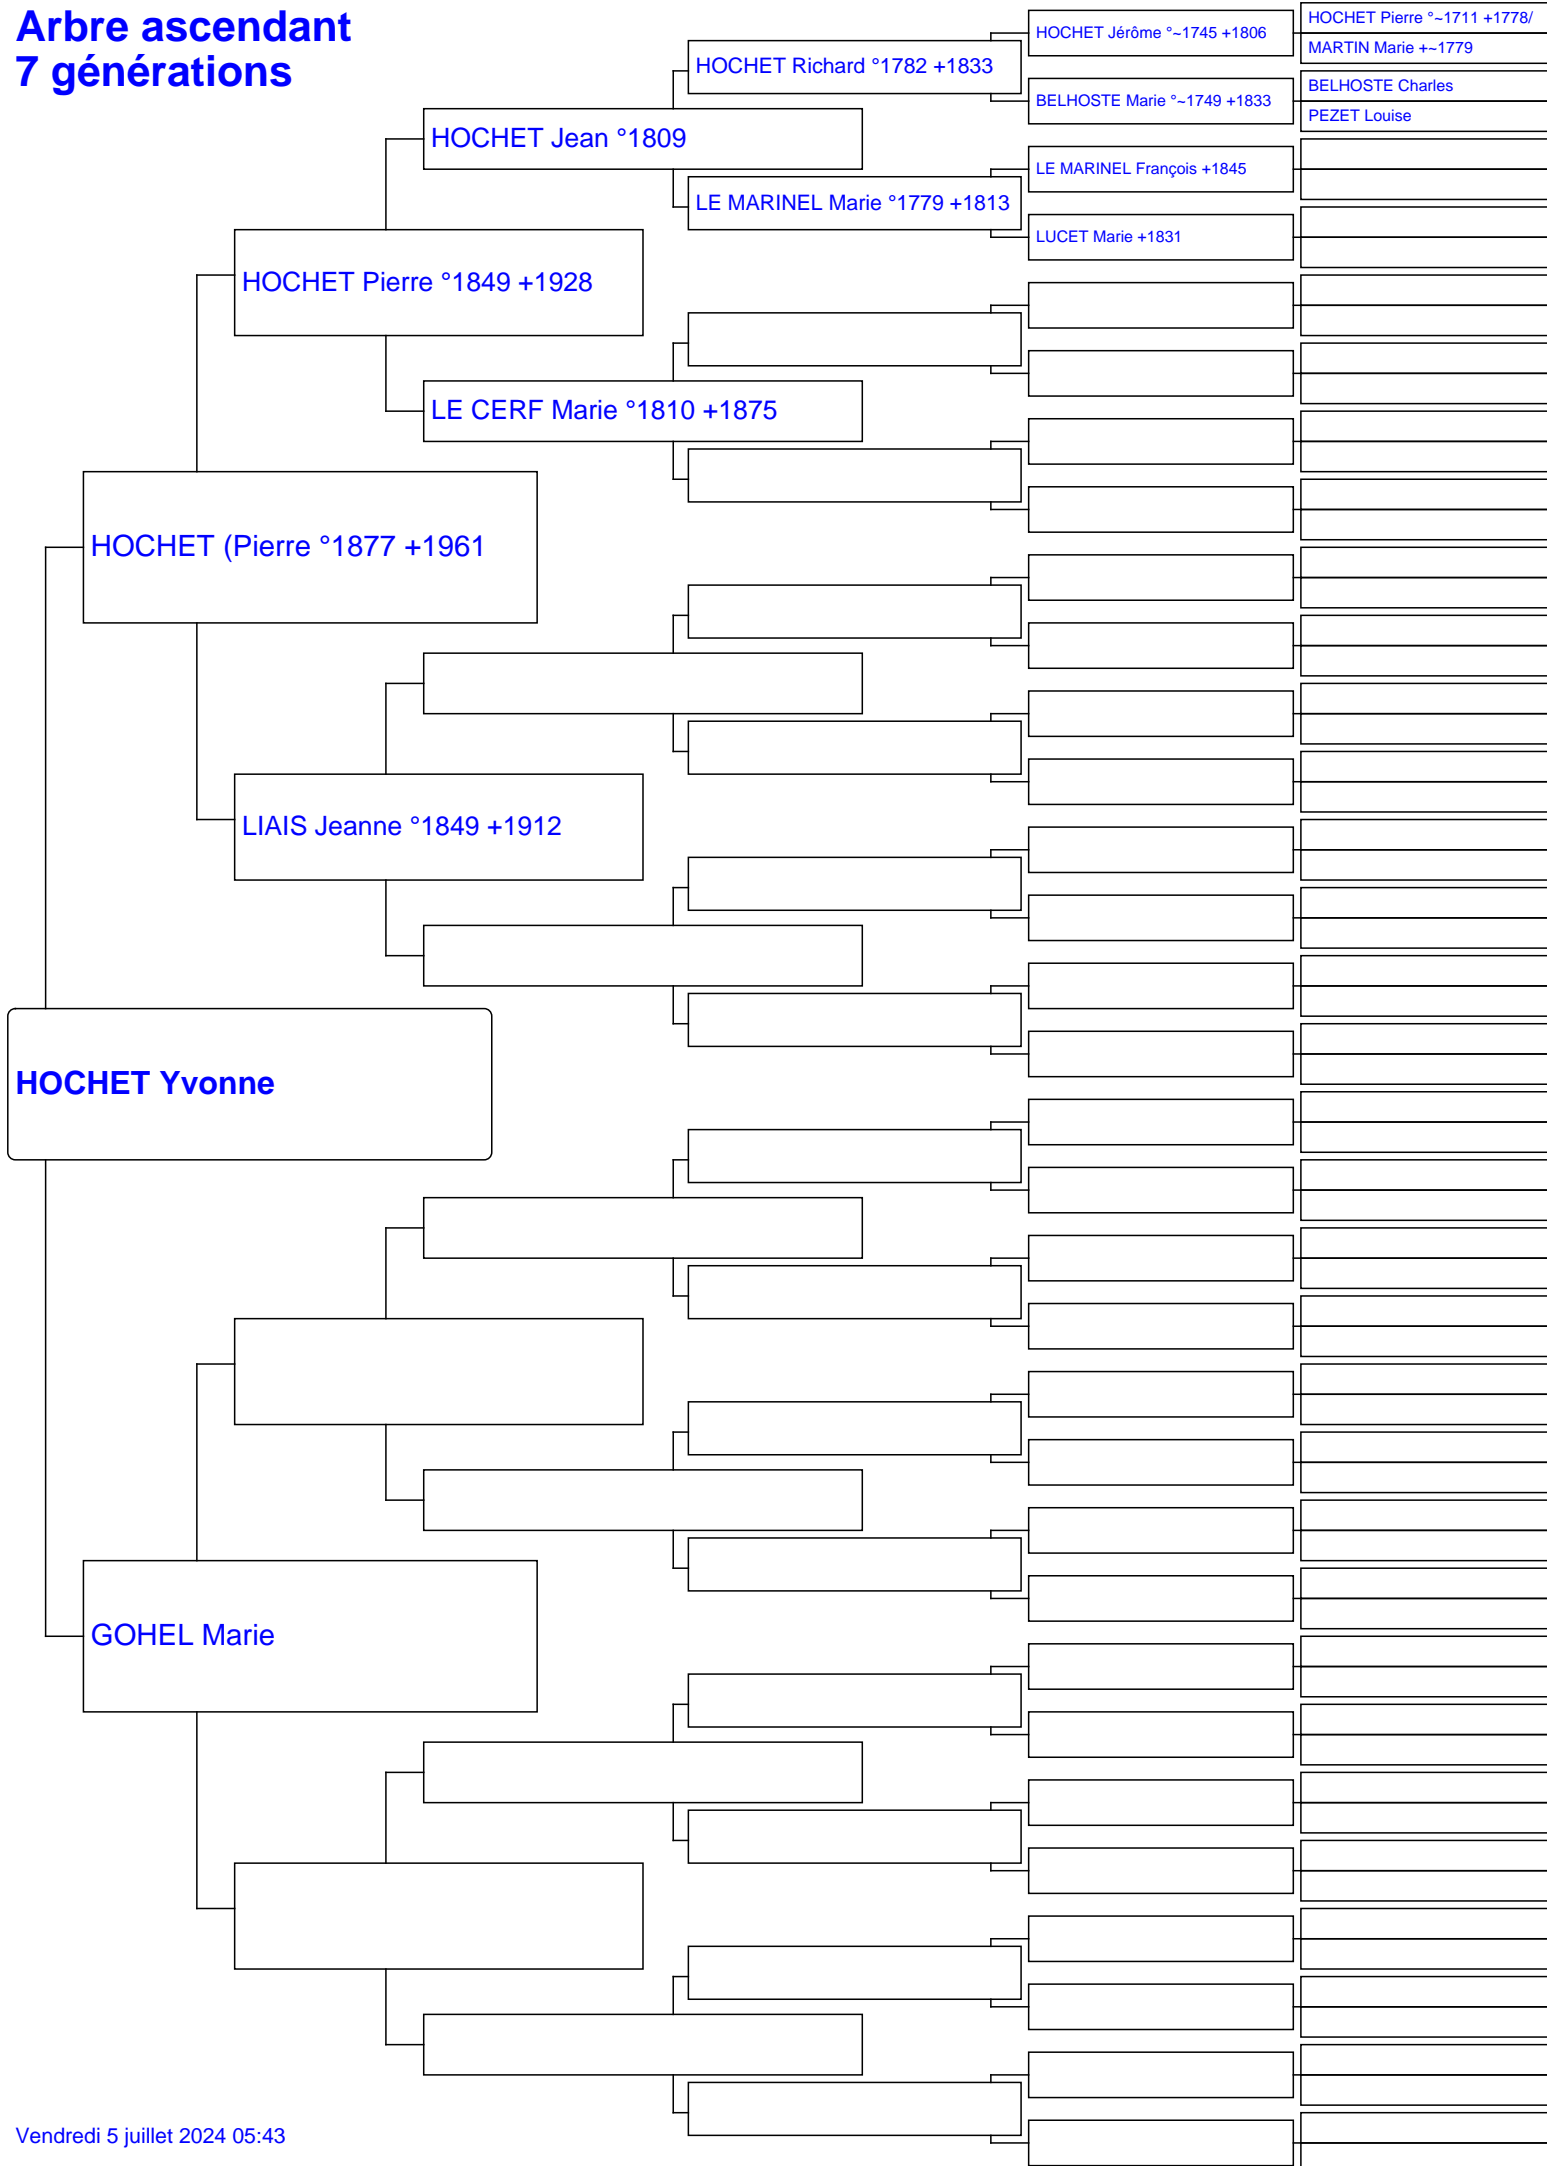 Arbre ascendant
7 générations
HOCHET Pierre °~1711 +1778/
MARTIN Marie +~1779
HOCHET Jérôme °~1745 +1806
BELHOSTE Charles
PEZET Louise
BELHOSTE Marie °~1749 +1833
HOCHET Richard °1782 +1833
HOCHET Jean °1809
LE MARINEL François +1845
LE MARINEL Marie °1779 +1813
LUCET Marie +1831
HOCHET Pierre °1849 +1928
LE CERF Marie °1810 +1875
HOCHET (Pierre °1877 +1961
LIAIS Jeanne °1849 +1912
HOCHET Yvonne
GOHEL Marie
Vendredi 5 juillet 2024 05:43